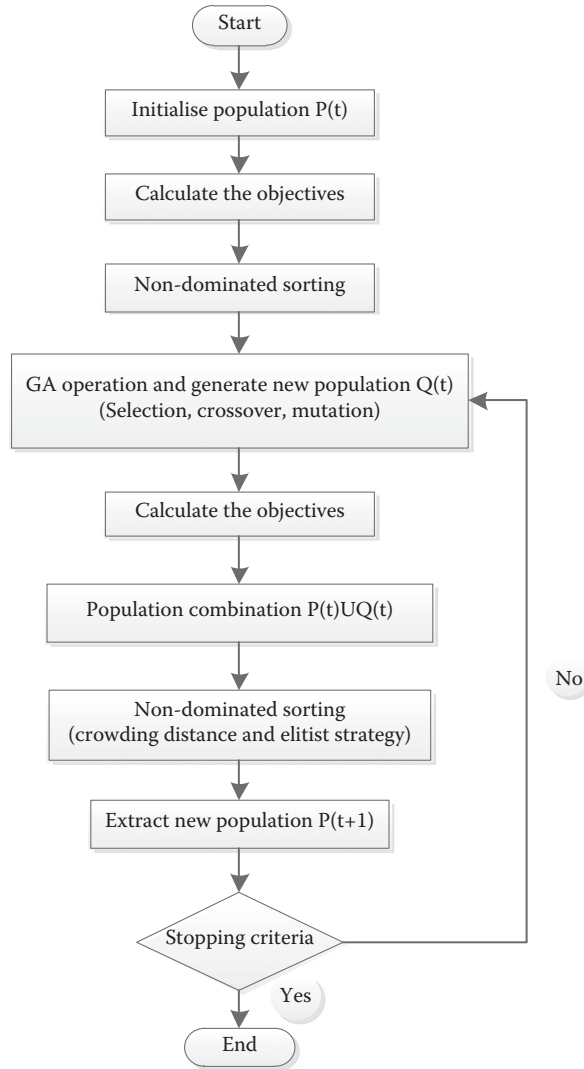 Start
Initialise population P(t)
Calculate the objectives
Non-dominated sorting
GA operation and generate new population Q(t)
(Selection, crossover, mutation)
Calculate the objectives
Population combination P(t)UQ(t)
Non-dominated sorting
(crowding distance and elitist strategy)
Extract new population P(t+1)
Stopping criteria
No
Yes
End